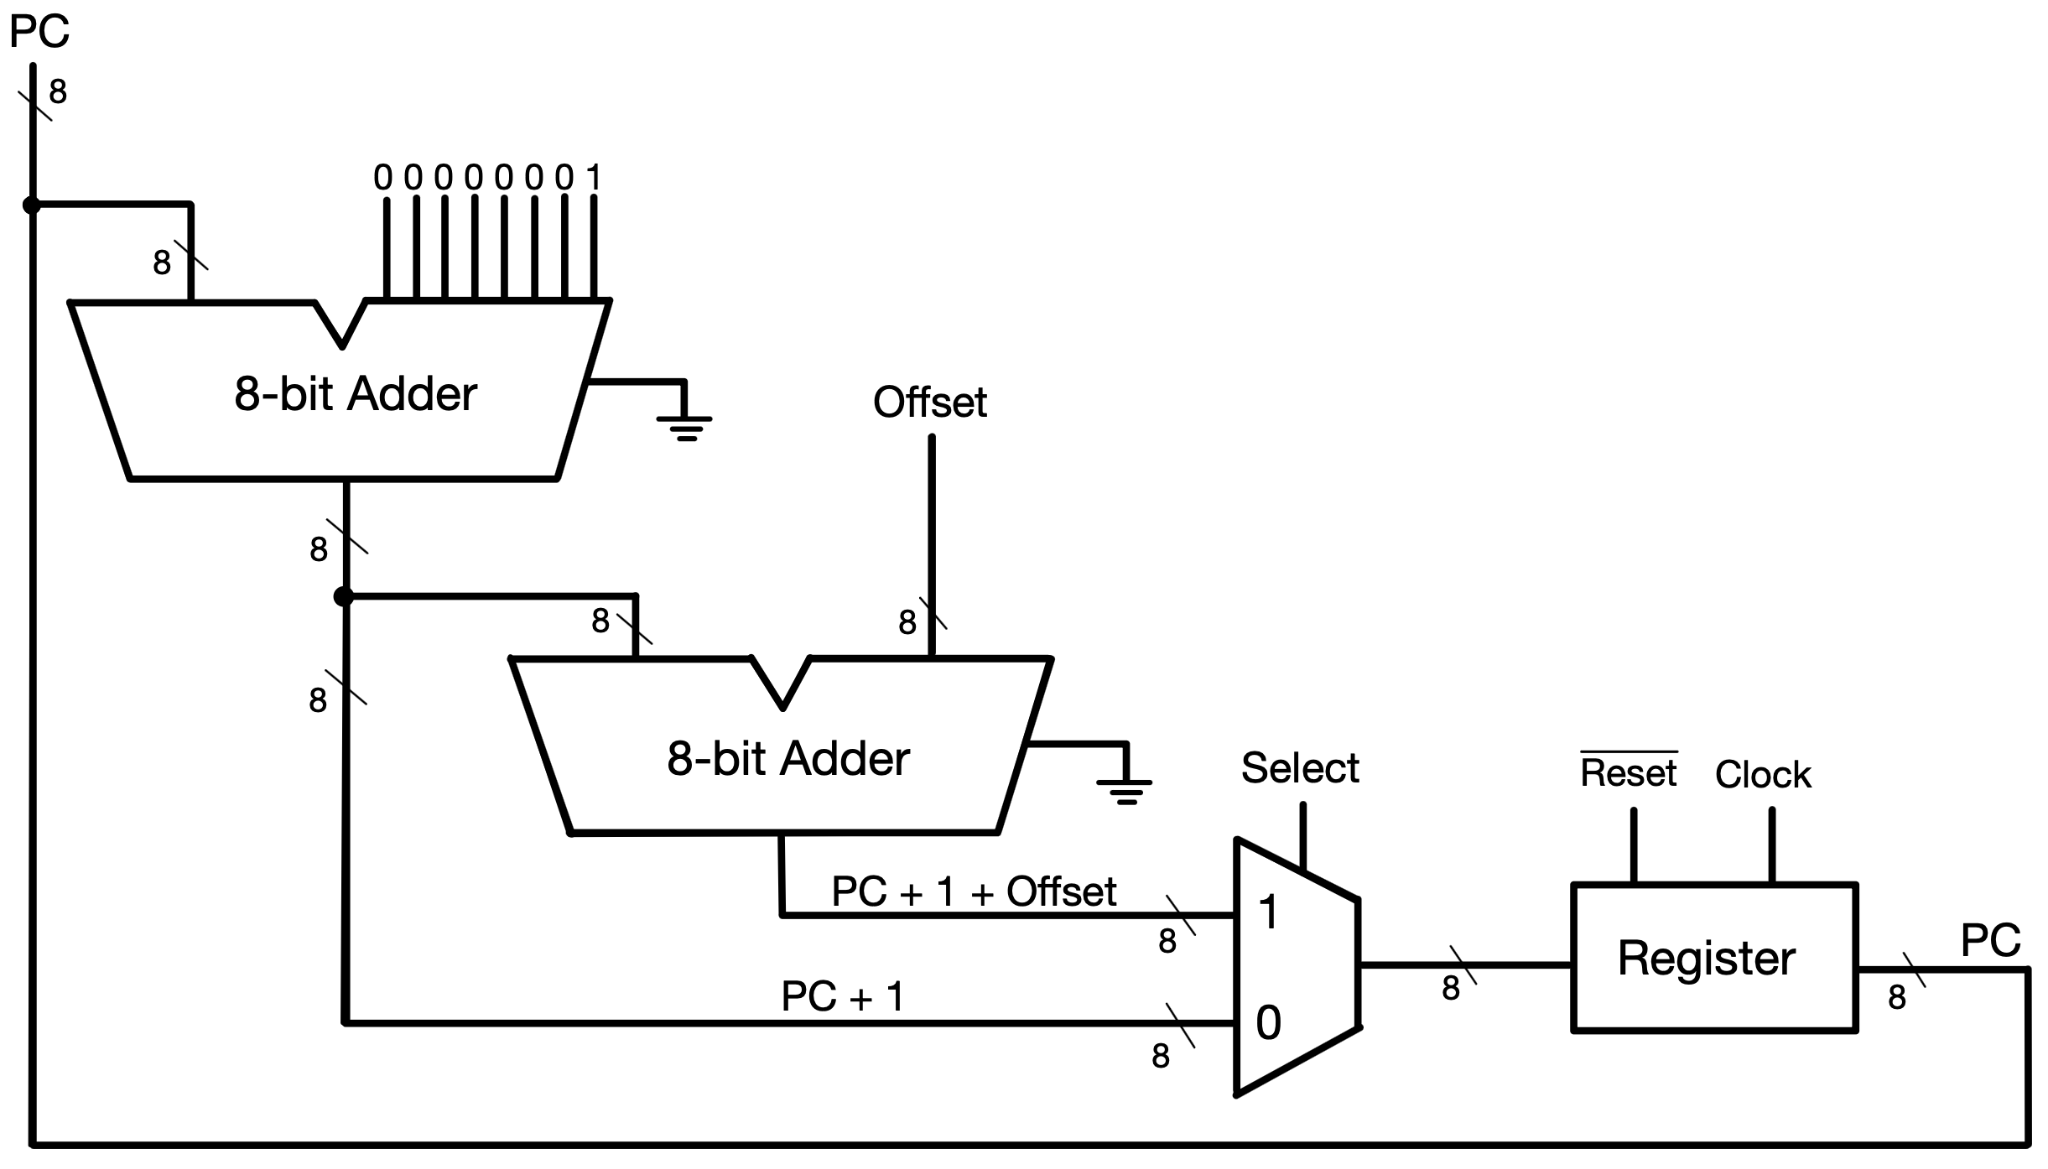 PC
8
0 0 0 0 0 0 0 1
8
8-bit Adder
Offset
8
8
8
8
8-bit Adder
Select
Reset
Clock
PC + 1 + Offset
8
1
Register
PC
8
8
PC + 1
8
0